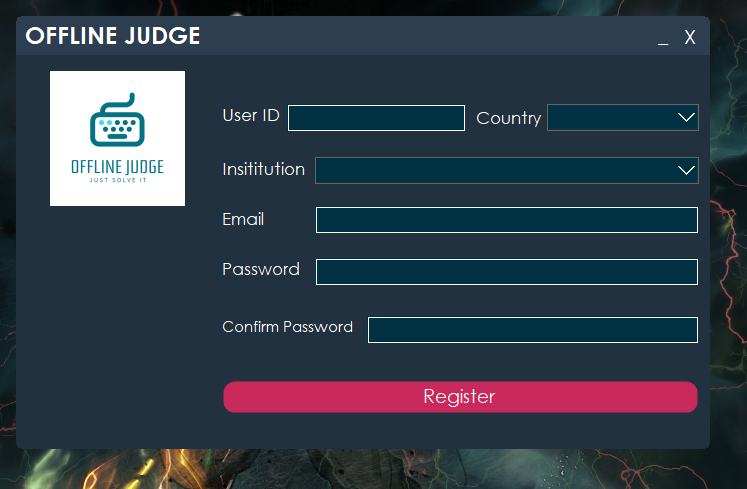 OFFLINE JUDGE
_ X
OFFLINE JUDGE
JUST SOLVE IT
User ID
Country
Insititution
Email
Password
Confirm Password
Register